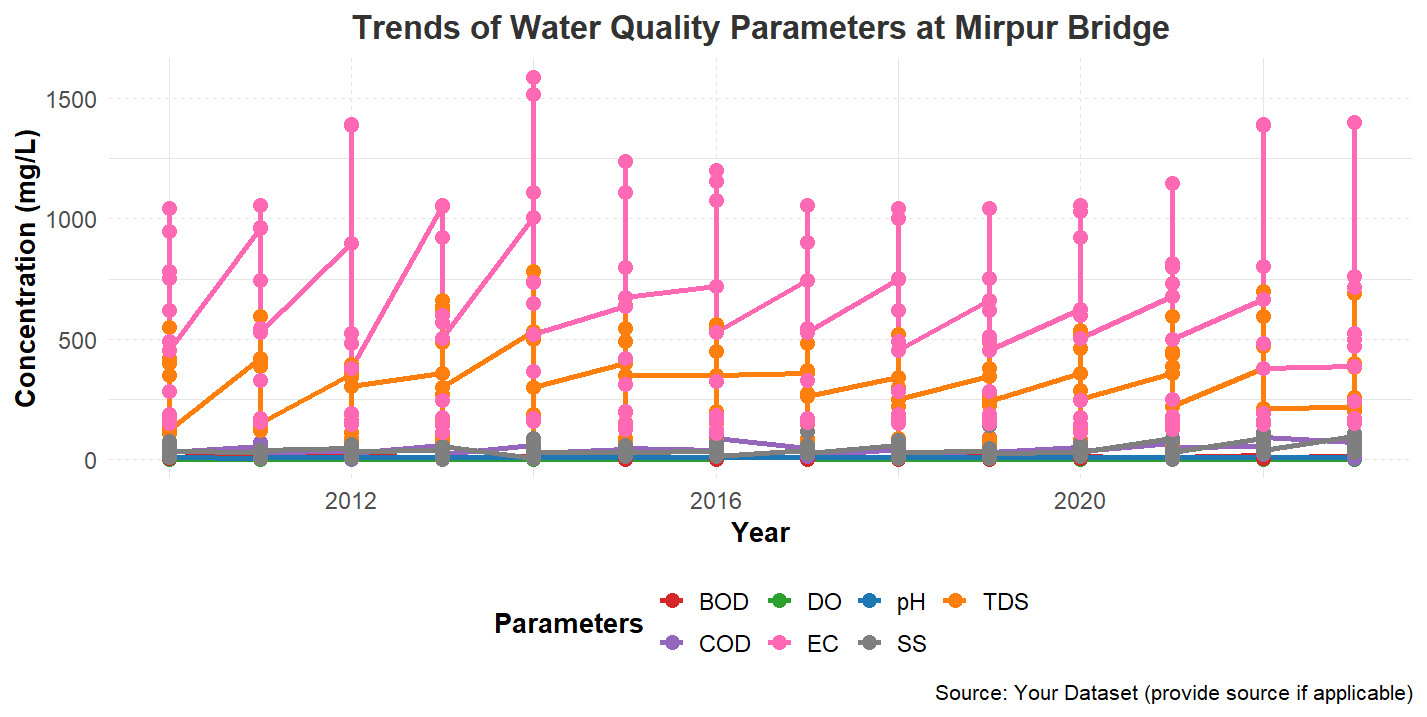 Trends of Water Quality Parameters at Mirpur Bridge
Concentration (mg/L)
1500
1000
500
0
2012 2016 2020
Year
Parameters
BOD DO pH TDS
COD EC SS
Source: Your Dataset (provide source if applicable)